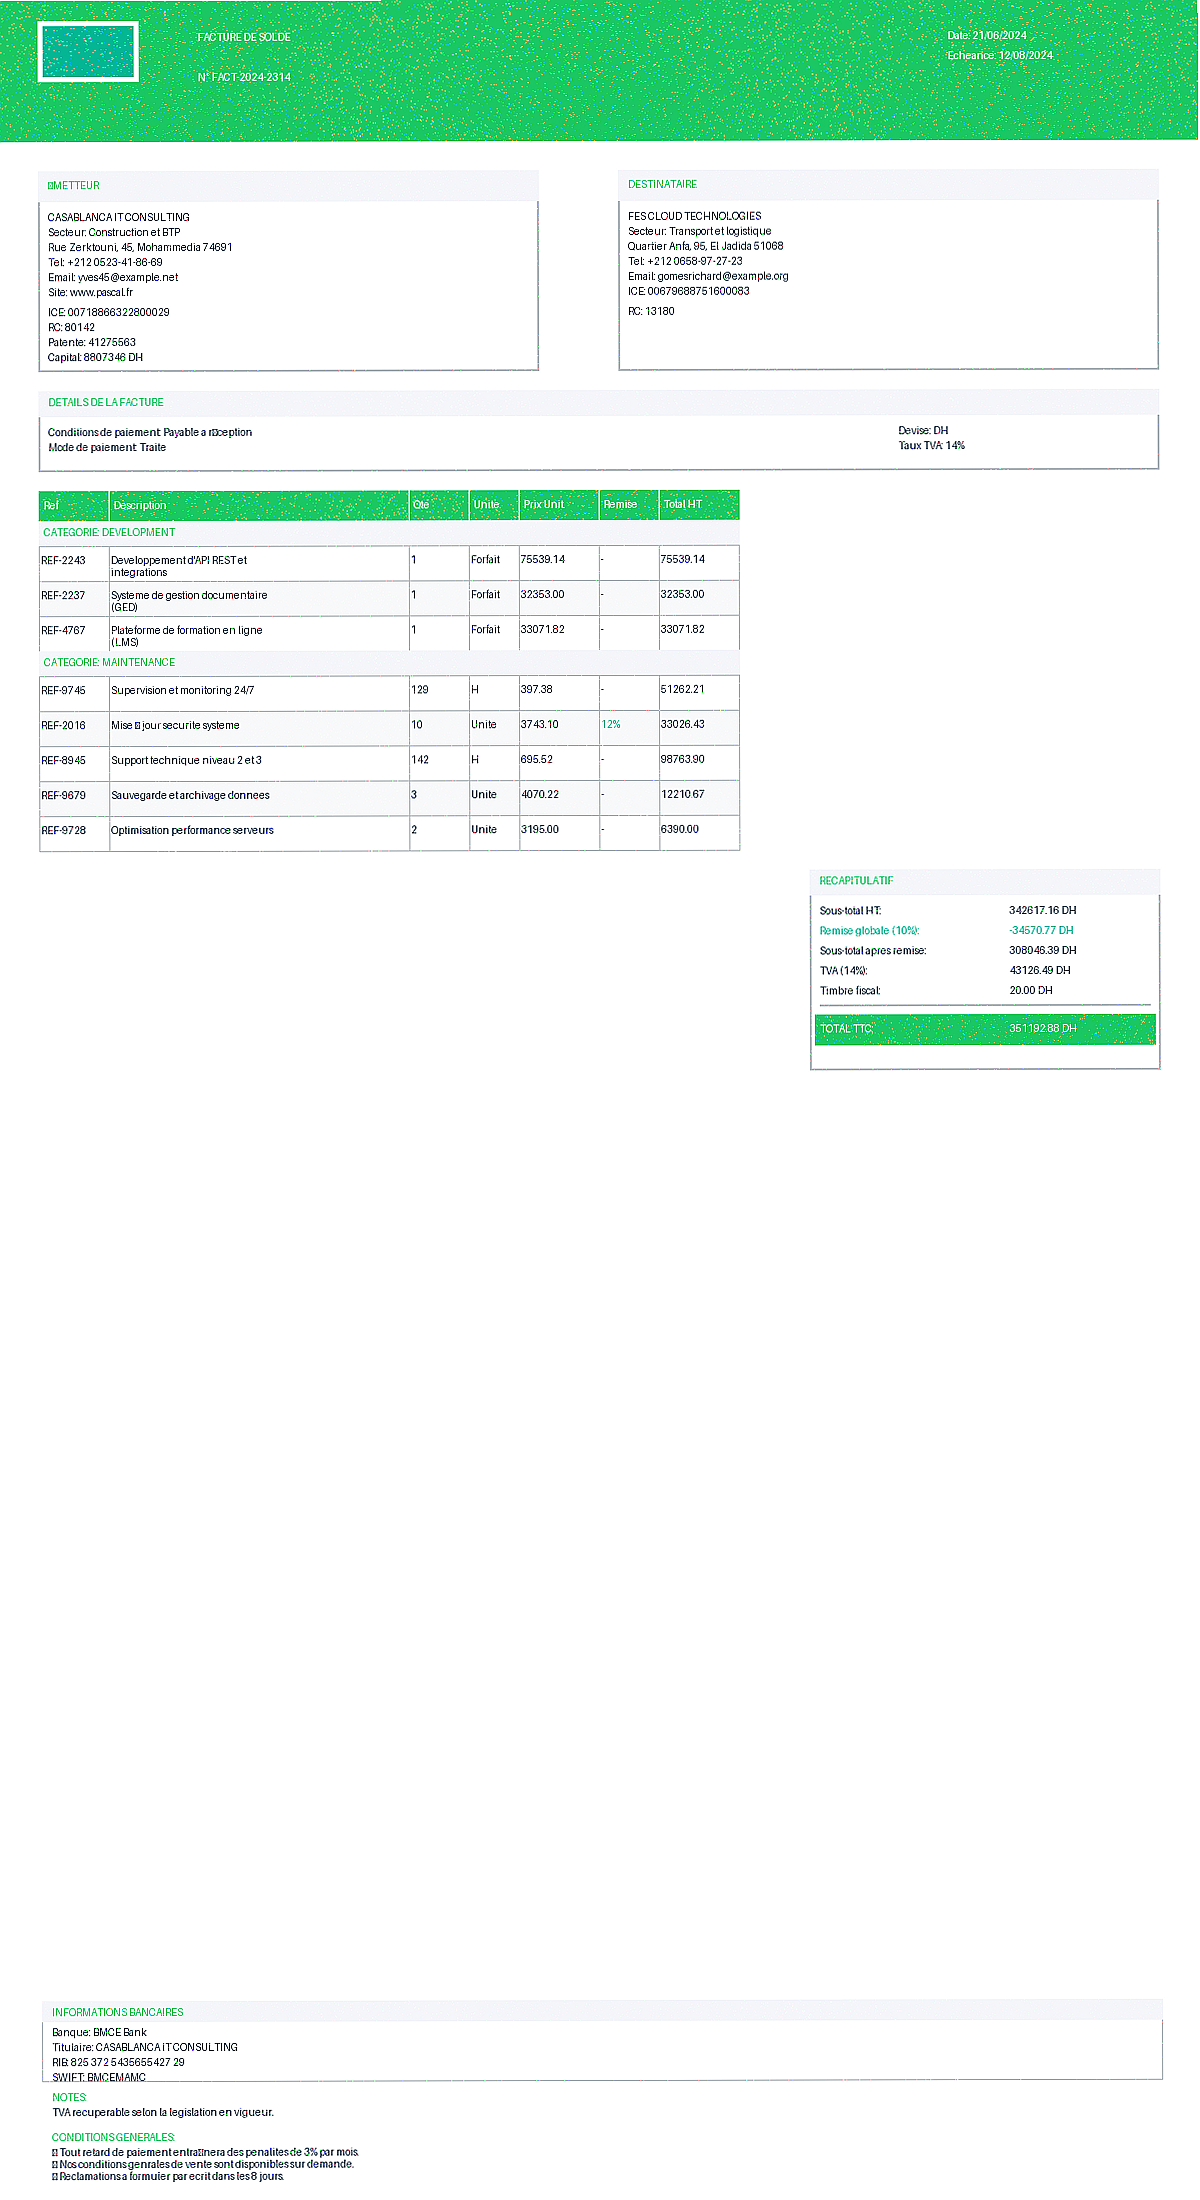 FACTURE DE SOLDE
N° FACT-2024-2314
Date: 21/06/2024
Echeance: 12/08/2024
METTEUR
CASABLANCA IT CONSULTING
Secteur: Construction et BTP
Rue Zerktouni, 45, Mohammedia 74691
Tel: +212 0523-41-86-69
Email: yves45@example.net
Site: www.pascal.fr
ICE: 00718866322800029
RC: 80142
Patente: 41275563
Capital: 8807346 DH
DESTINATAIRE
FES CLOUD TECHNOLOGIES
Secteur: Transport et logistique
Quartier Anfa, 95, El Jadida 51068
Tel: +212 0658-97-27-23
Email: gomesrichard@example.org
ICE: 00679688751600083
RC: 13180
DETAILS DE LA FACTURE
Conditions de paiement: Payable a r▯ception
Mode de paiement: Traite
Devise: DH
Taux TVA: 14%
Ref Description Qte Unite Prix Unit. Remise Total HT
CATEGORIE: DEVELOPMENT
REF-2243 Developpement d'API REST et 1 Forfait 75539.14 - 75539.14
integrations
REF-2237 Systeme de gestion documentaire 1 Forfait 32353.00 - 32353.00
(GED)
REF-4767 Plateforme de formation en ligne 1 Forfait 33071.82 - 33071.82
(LMS)
CATEGORIE: MAINTENANCE
REF-9745 Supervision et monitoring 24/7 129 H 397.38 - 51262.21
REF-2016 Mise ▯ jour securite systeme 10 Unite 3743.10 12% 33026.43
REF-8945 Support technique niveau 2 et 3 142 H 695.52 - 98763.90
REF-9679 Sauvegarde et archivage donnees 3 Unite 4070.22 - 12210.67
REF-9728 Optimisation performance serveurs 2 Unite 3195.00 - 6390.00
RECAPITULATIF
Sous-total HT: 342617.16 DH
Remise globale (10%): -34570.77 DH
Sous-total apres remise: 308046.39 DH
TVA (14%): 43126.49 DH
Timbre fiscal: 20.00 DH
TOTAL TTC: 351192.88 DH
INFORMATIONS BANCAIRES
Banque: BMCE Bank
Titulaire: CASABLANCA IT CONSULTING
RIB: 825 372 5435655427 29
SWIFT: BMCEMAMC
NOTES:
TVA recuperable selon la legislation en vigueur.
CONDITIONS GENERALES:
▯ Tout retard de paiement entra▯nera des penalites de 3% par mois.
▯ Nos conditions genrales de vente sont disponibles sur demande.
▯ Reclamations a formuler par ecrit dans les 8 jours.